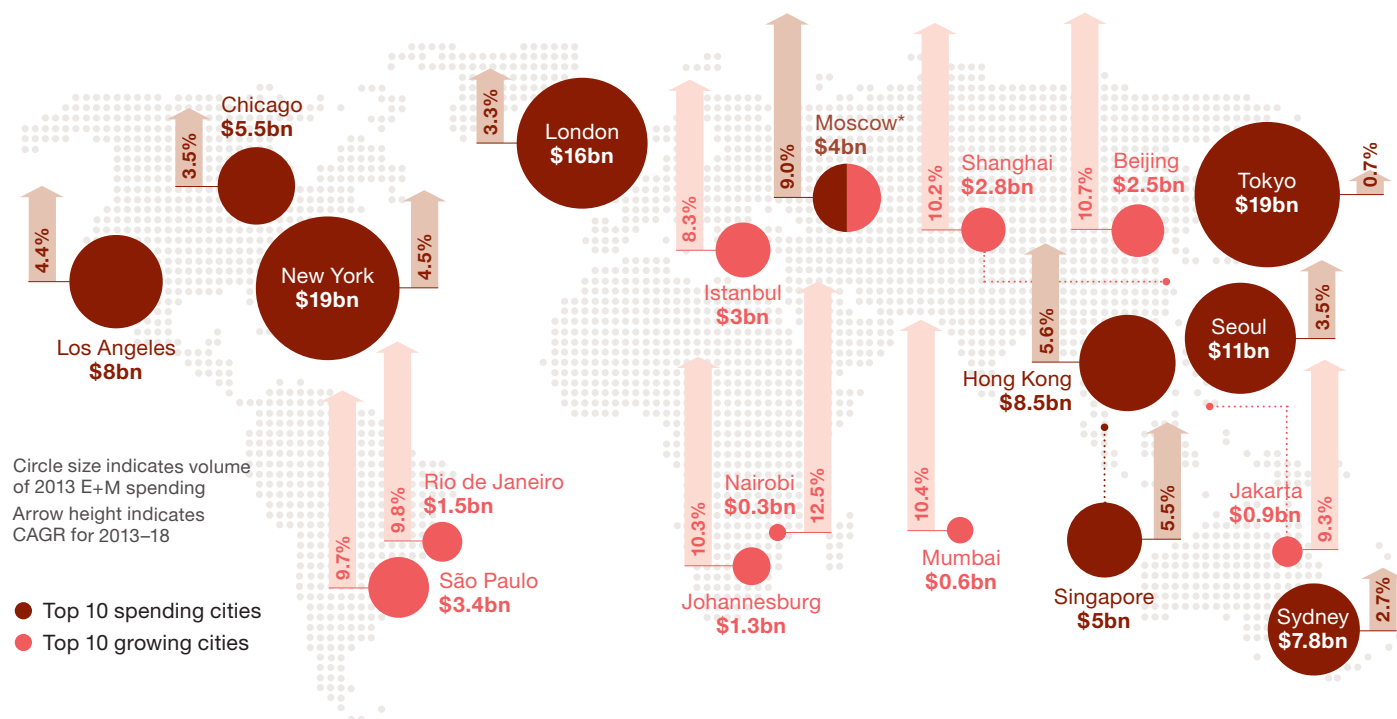 Chicago
$5.5bn
3.5%
4.4%
Los Angeles
$8bn
New York
$19bn
4.5%
3.3%
London
$16bn
8.3%
Istanbul
$3bn
9.0%
Moscow*
$4bn
10.2%
Shanghai
$2.8bn
10.7%
Beijing
$2.5bn
Tokyo
$19bn
0.7%
5.6%
Hong Kong
$8.5bn
Seoul
$11bn
3.5%
9.7%
9.8%
Rio de Janeiro
$1.5bn
São Paulo
$3.4bn
10.3%
Nairobi
$0.3bn
12.5%
Johannesburg
$1.3bn
10.4%
Mumbai
$0.6bn
5.5%
Singapore
$5bn
Jakarta
$0.9bn
9.3%
Sydney
$7.8bn
2.7%
Circle size indicates volume
of 2013 E+M spending
Arrow height indicates
CAGR for 2013–18
Top 10 spending cities
Top 10 growing cities